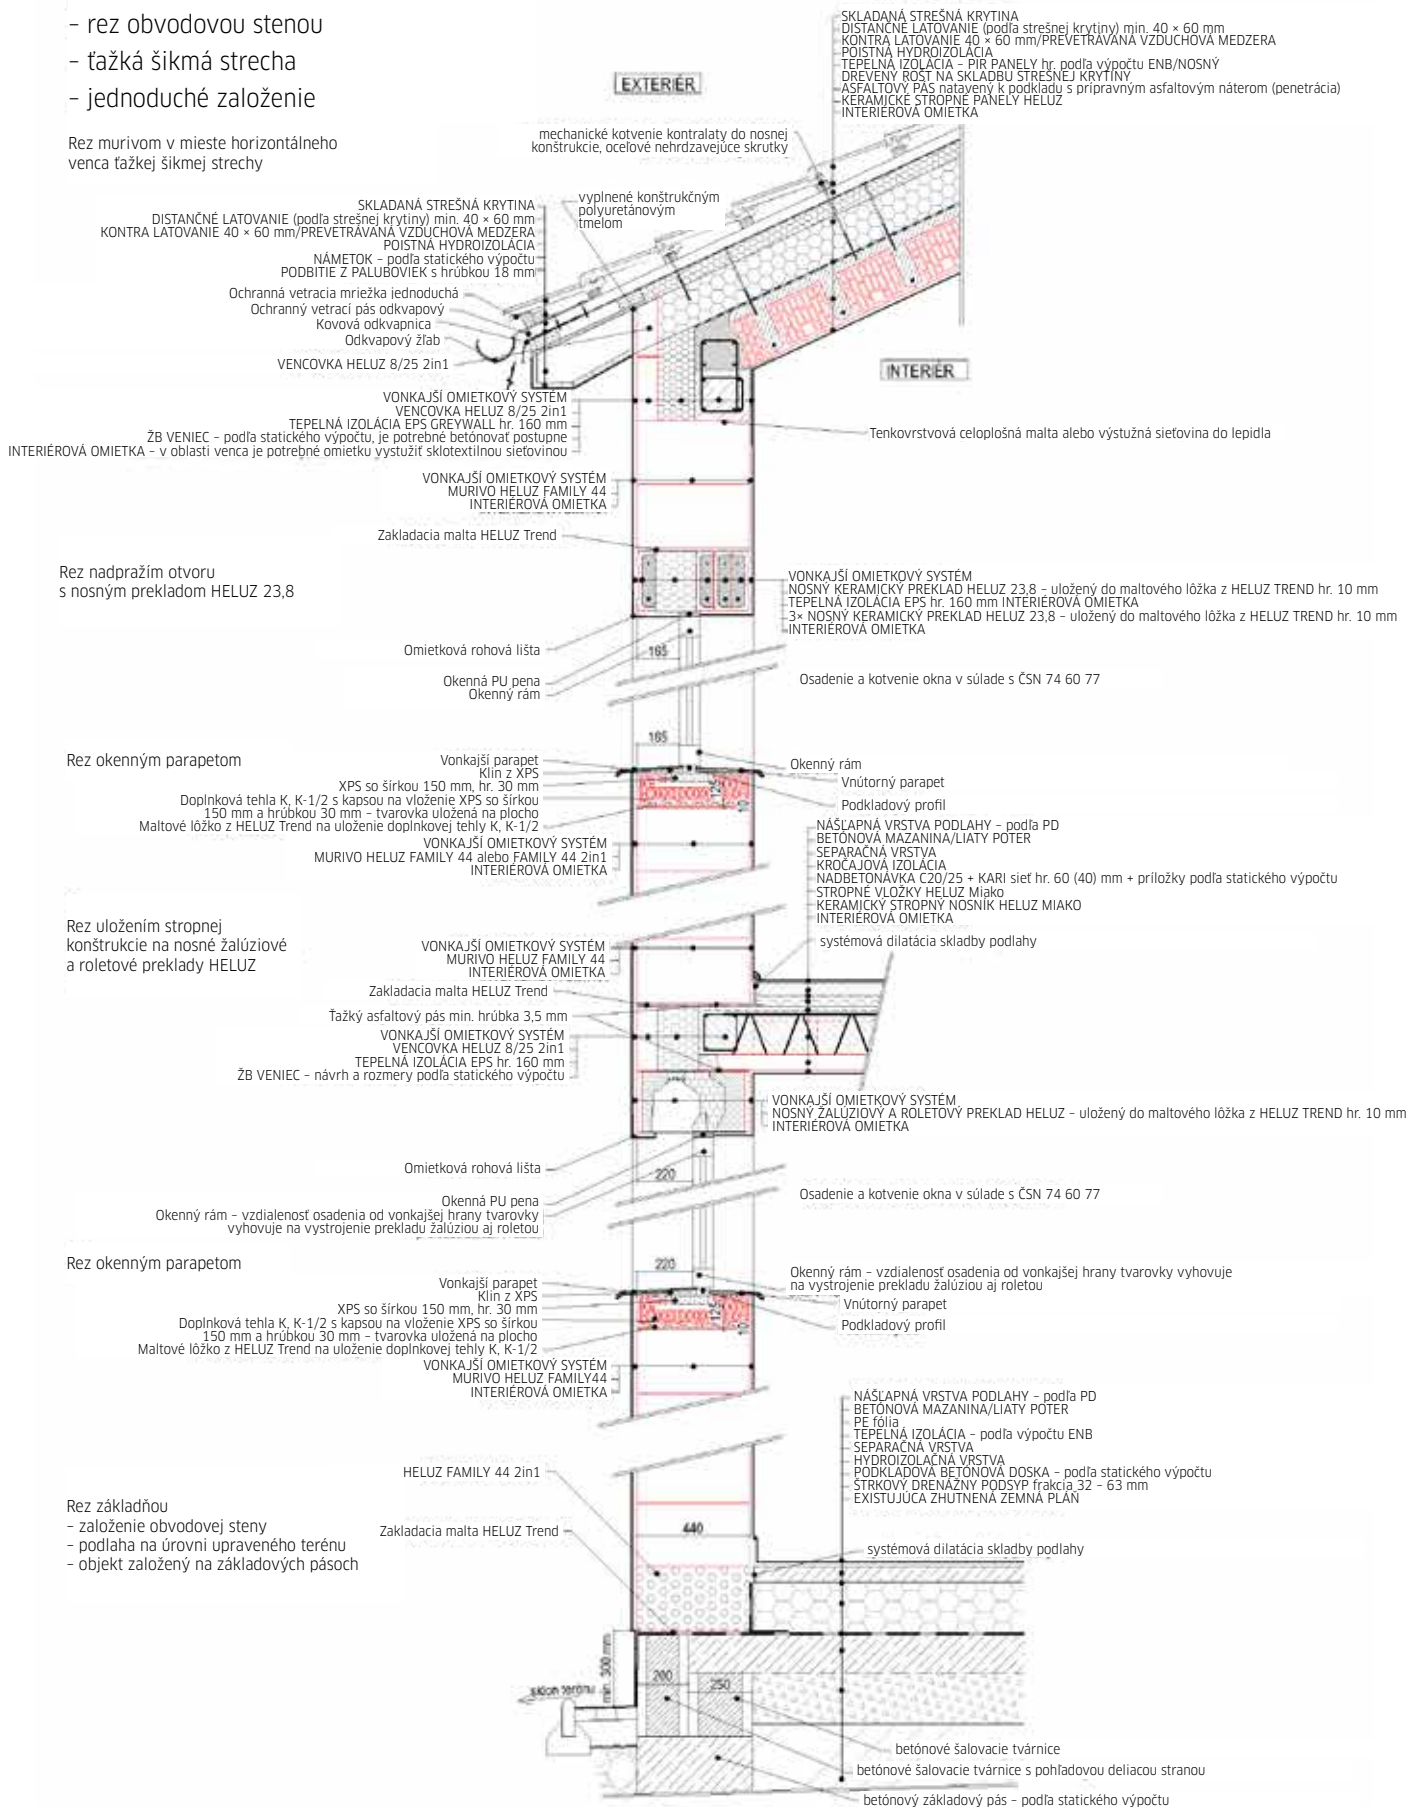 - rez obvodovou stenou
- ťažká šikmá strecha
- jednoduché založenie
Rez murivom v mieste horizontálneho
venca ťažkej šikmej strechy
EXTERIÉR
SKLADANÁ STREŠNÁ KRYTINA
DISTANČNÉ LATOVANIE (podľa strešnej krytiny) min. 40 × 60 mm
KONTRA LATOVANIE 40 × 60 mm/PREVETRÁVANÁ VZDUCHOVÁ MEDZERA
POISTNÁ HYDROIZOLÁCIA
TEPELNÁ IZOLÁCIA – PIR PANELY hr. podľa výpočtu ENB/NOSNÝ
DREVENÝ ROŠT NA SKLADBU STREŠNEJ KRYTINY
ASFALTOVÝ PÁS natavený k podkladu s prípravným asfaltovým náterom (penetrácia)
KERAMICKÉ STROPNÉ PANELY HELUZ
INTERIÉROVÁ OMIETKA
mechanické kotvenie kontralaty do nosnej
konštrukcie, oceľové nehrdzavejúce skrutky
SKLADANÁ STREŠNÁ KRYTINA
DISTANČNÉ LATOVANIE (podľa strešnej krytiny) min. 40 × 60 mm
KONTRA LATOVANIE 40 × 60 mm/PREVETRÁVANÁ VZDUCHOVÁ MEDZERA
POISTNÁ HYDROIZOLÁCIA
NÁMETOK – podľa statického výpočtu
PODBITIE Z PALUBOVIEK s hrúbkou 18 mm
vyplnené konštrukčným
polyuretánovým
tmelom
Ochranná vetracia mriežka jednoduchá
Ochranný vetrací pás odkvapový
Kovová odkvapnica
Odkvapový žľab
VENCOVKA HELUZ 8/25 2in1
INTERIÉR
VONKAJŠÍ OMIETKOVÝ SYSTÉM
VENCOVKA HELUZ 8/25 2in1
TEPELNÁ IZOLÁCIA EPS GREYWALL hr. 160 mm
ŽB VENIEC – podľa statického výpočtu, je potrebné betónovať postupne
INTERIÉROVÁ OMIETKA – v oblasti venca je potrebné omietku vystužiť sklotextilnou sieťovinou
Tenkovrstvová celoplošná malta alebo výstužná sieťovina do lepidla
VONKAJŠÍ OMIETKOVÝ SYSTÉM
MURIVO HELUZ FAMILY 44
INTERIÉROVÁ OMIETKA
Zakladacia malta HELUZ Trend
Rez nadpražím otvoru
s nosným prekladom HELUZ 23,8
VONKAJŠÍ OMIETKOVÝ SYSTÉM
NOSNÝ KERAMICKÝ PREKLAD HELUZ 23,8 – uložený do maltového lôžka z HELUZ TREND hr. 10 mm
TEPELNÁ IZOLÁCIA EPS hr. 160 mm INTERIÉROVÁ OMIETKA
3× NOSNÝ KERAMICKÝ PREKLAD HELUZ 23,8 – uložený do maltového lôžka z HELUZ TREND hr. 10 mm
INTERIÉROVÁ OMIETKA
Omietková rohová lišta
165
Okenná PU pena
Okenný rám
Osadenie a kotvenie okna v súlade s ČSN 74 60 77
165
Rez okenným parapetom
Vonkajší parapet
Klin z XPS
XPS so šírkou 150 mm, hr. 30 mm
Doplnková tehla K, K-1/2 s kapsou na vloženie XPS so šírkou
150 mm a hrúbkou 30 mm – tvarovka uložená na plocho
Maltové lôžko z HELUZ Trend na uloženie doplnkovej tehly K, K-1/2
125
10
Okenný rám
Vnútorný parapet
Podkladový profil
VONKAJŠÍ OMIETKOVÝ SYSTÉM
MURIVO HELUZ FAMILY 44 alebo FAMILY 44 2in1
INTERIÉROVÁ OMIETKA
NÁŠĽAPNÁ VRSTVA PODLAHY – podľa PD
BETÓNOVÁ MAZANINA/LIATY POTER
SEPARAČNÁ VRSTVA
KROČAJOVÁ IZOLÁCIA
NADBETONÁVKA C20/25 + KARI sieť hr. 60 (40) mm + príložky podľa statického výpočtu
STROPNÉ VLOŽKY HELUZ Miako
KERAMICKÝ STROPNÝ NOSNÍK HELUZ MIAKO
INTERIÉROVÁ OMIETKA
systémová dilatácia skladby podlahy
Rez uložením stropnej
konštrukcie na nosné žalúziové
a roletové preklady HELUZ
VONKAJŠÍ OMIETKOVÝ SYSTÉM
MURIVO HELUZ FAMILY 44
INTERIÉROVÁ OMIETKA
Zakladacia malta HELUZ Trend
Ťažký asfaltový pás min. hrúbka 3,5 mm
VONKAJŠÍ OMIETKOVÝ SYSTÉM
VENCOVKA HELUZ 8/25 2in1
TEPELNÁ IZOLÁCIA EPS hr. 160 mm
ŽB VENIEC – návrh a rozmery podľa statického výpočtu
VONKAJŠÍ OMIETKOVÝ SYSTÉM
NOSNÝ ŽALÚZIOVÝ A ROLETOVÝ PREKLAD HELUZ – uložený do maltového lôžka z HELUZ TREND hr. 10 mm
INTERIÉROVÁ OMIETKA
Omietková rohová lišta
220
Okenná PU pena
Okenný rám – vzdialenosť osadenia od vonkajšej hrany tvarovky
vyhovuje na vystrojenie prekladu žalúziou aj roletou
Osadenie a kotvenie okna v súlade s ČSN 74 60 77
220
Rez okenným parapetom
Vonkajší parapet
Klin z XPS
XPS so šírkou 150 mm, hr. 30 mm
Doplnková tehla K, K-1/2 s kapsou na vloženie XPS so šírkou
150 mm a hrúbkou 30 mm – tvarovka uložená na plocho
Maltové lôžko z HELUZ Trend na uloženie doplnkovej tehly K, K-1/2
125
10
Okenný rám – vzdialenosť osadenia od vonkajšej hrany tvarovky vyhovuje
na vystrojenie prekladu žalúziou aj roletou
Vnútorný parapet
Podkladový profil
VONKAJŠÍ OMIETKOVÝ SYSTÉM
MURIVO HELUZ FAMILY44
INTERIÉROVÁ OMIETKA
NÁŠĽAPNÁ VRSTVA PODLAHY – podľa PD
BETÓNOVÁ MAZANINA/LIATY POTER
PE fólia
TEPELNÁ IZOLÁCIA – podľa výpočtu ENB
SEPARAČNÁ VRSTVA
HYDROIZOLAČNÁ VRSTVA
PODKLADOVÁ BETÓNOVÁ DOSKA – podľa statického výpočtu
ŠTRKOVÝ DRENÁŽNY PODSYP frakcia 32 – 63 mm
EXISTUJÚCA ZHUTNENÁ ZEMNÁ PLÁŇ
HELUZ FAMILY 44 2in1
Rez základňou
- založenie obvodovej steny
- podlaha na úrovni upraveného terénu
- objekt založený na základových pásoch
Zakladacia malta HELUZ Trend
440
systémová dilatácia skladby podlahy
min. 300 mm
sklon terénu
200
250
betónové šalovacie tvárnice
betónové šalovacie tvárnice s pohľadovou deliacou stranou
betónový základový pás – podľa statického výpočtu